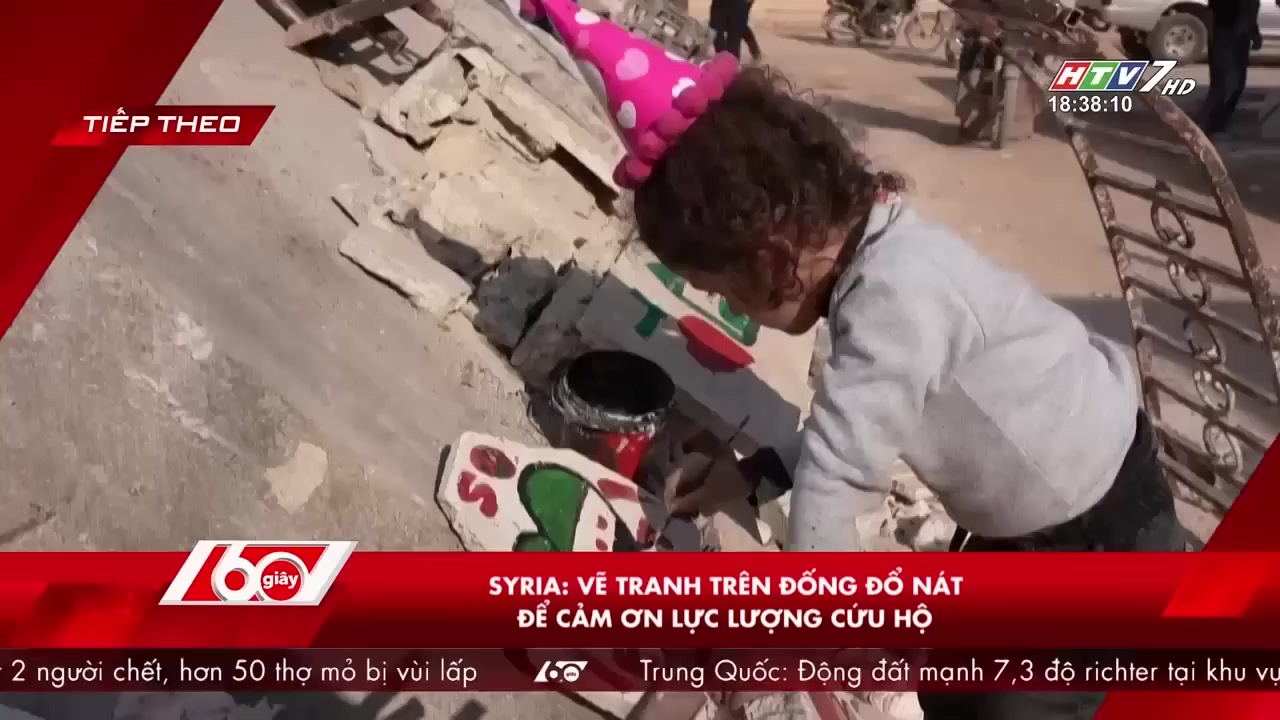 HTV7 HD
18:38:10
TIẾP THEO
60 giây
SYRIA: VẼ TRANH TRÊN ĐỐNG ĐỔ NÁT
ĐỂ CẢM ƠN LỰC LƯỢNG CỨU HỘ
2 người chết, hơn 50 thợ mỏ bị vùi lấp 60 giây Trung Quốc: Động đất mạnh 7,3 độ richter tại khu vự